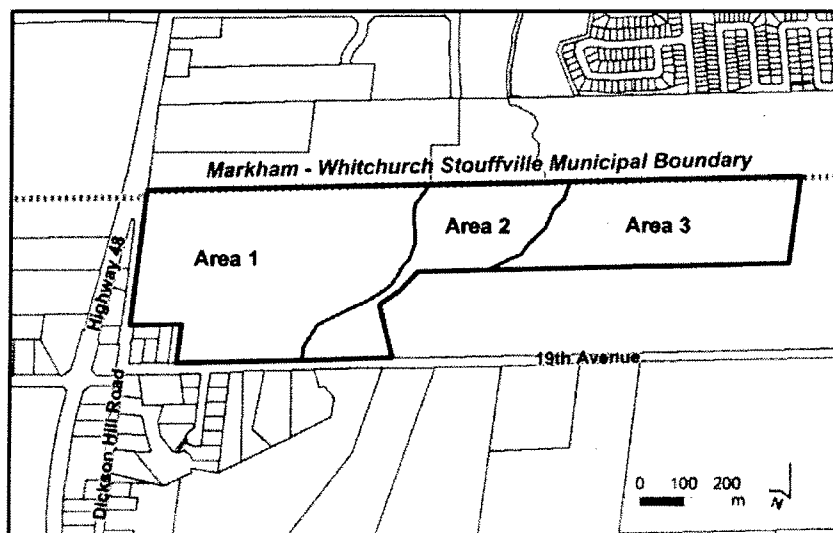 Markham - Whitchurch Stouffville Municipal Boundary
Area 1
Area 2
Area 3
Highway 48
19th Avenue
Dickson Hill Road
0 100 200
m
N